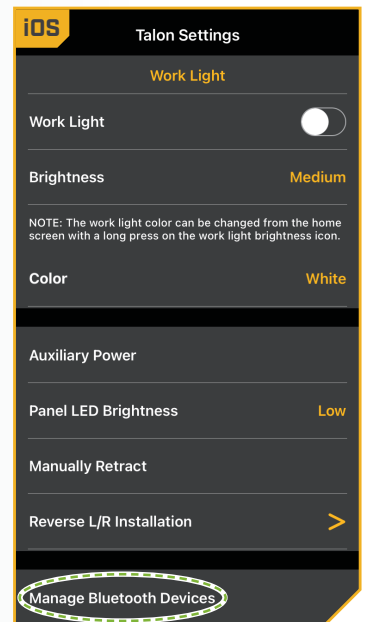 iOS
Talon Settings
Work Light
Work Light
Brightness Medium
NOTE: The work light color can be changed from the home
screen with a long press on the work light brightness icon.
Color White
Auxiliary Power
Panel LED Brightness Low
Manually Retract
Reverse L/R Installation >
Manage Bluetooth Devices